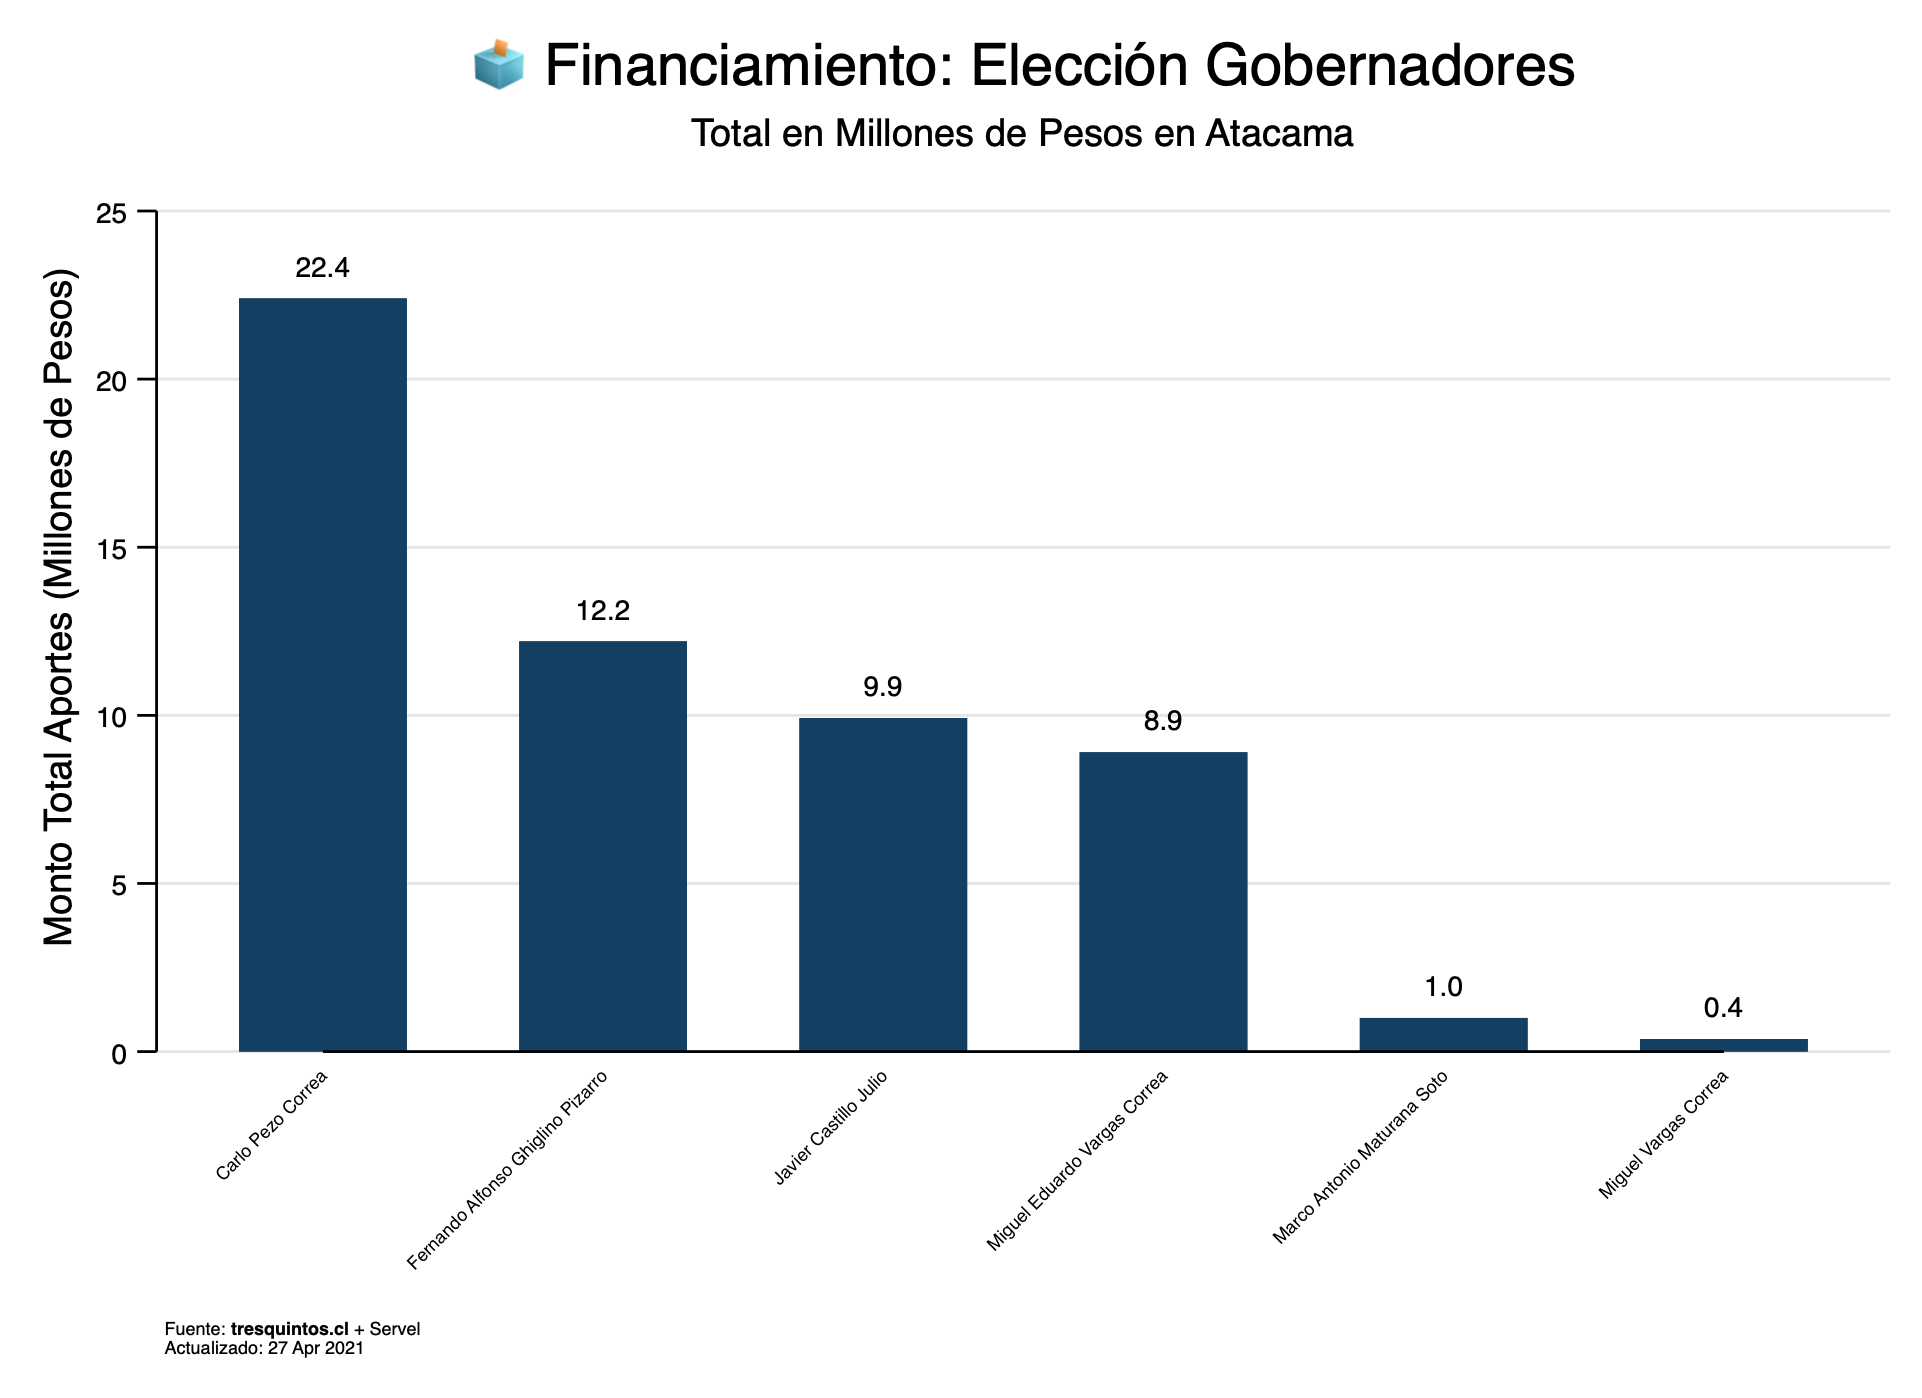 Financiamiento: Elección Gobernadores
Total en Millones de Pesos en Atacama
Monto Total Aportes (Millones de Pesos)
25
20
15
10
5
0
22.4
12.2
9.9
8.9
1.0
0.4
Carlo Pezo Correa
Fernando Alfonso Ghiglino Pizarro
Javier Castillo Julio
Miguel Eduardo Vargas Correa
Marco Antonio Maturana Soto
Miguel Vargas Correa
Fuente: tresquintos.cl + Servel
Actualizado: 27 Apr 2021